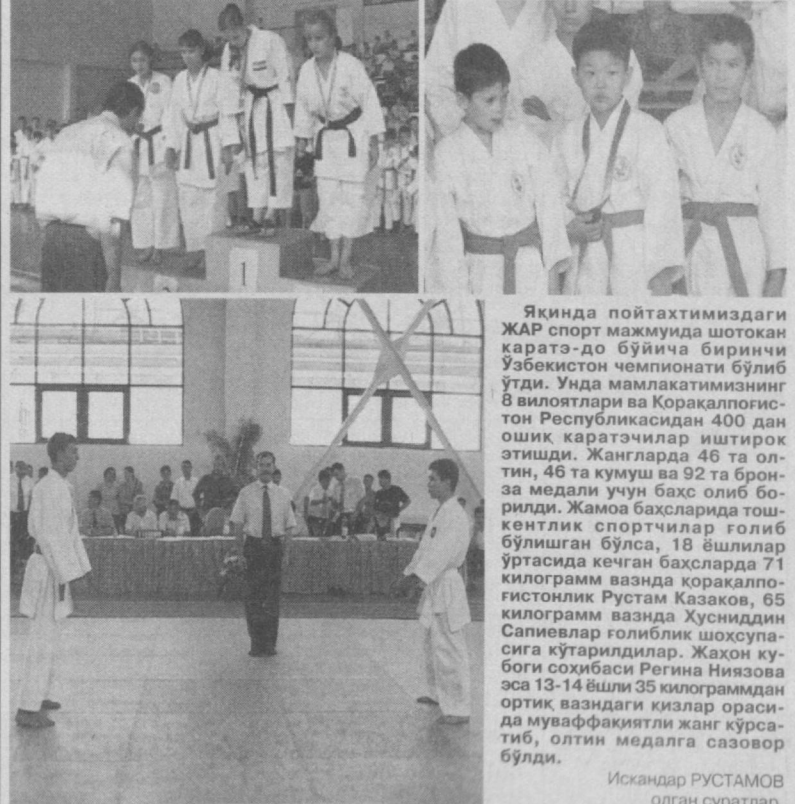 1
Яқинда пойтахтимиздаги
ЖАР спорт мажмуида шотокан
каратэ-до бўйича биринчи
Ўзбекистон чемпионати бўлиб
ўтди. Унда мамлакатимизнинг
8 вилоятлари ва Қорақалпоғис-
тон Республикасидан 400 дан
ошиқ каратэчилар иштирок
этишди. Жангларда 46 та ол-
тин, 46 та кумуш ва 92 та брон-
за медали учун баҳс олиб бо-
рилди. Жамоа баҳсларида тош-
кентлик спортчилар ғолиб
бўлишган бўлса, 18 ёшлилар
ўртасида кечган баҳсларда 71
килограмм вазнда қорақалпо-
ғистонлик Рустам Казаков, 65
килограмм вазнда Ҳусниддин
Сапиевлар ғолиблик шоҳсупа-
сига кўтарилдилар. Жаҳон ку-
боги соҳибаси Регина Ниязова
эса 13-14 ёшли 35 килограммдан
ортиқ вазндаги қизлар ораси-
да муваффақиятли жанг кўрса-
тиб, олтин медалга сазовор
бўлди.
Искандар РУСТАМОВ
олган суратлар.